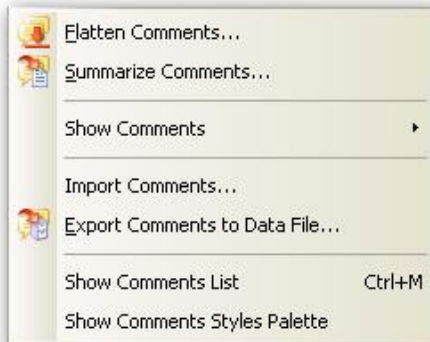 Flatten Comments...
Summarize Comments...
Show Comments
Import Comments...
Export Comments to Data File...
Show Comments List Ctrl+M
Show Comments Styles Palette